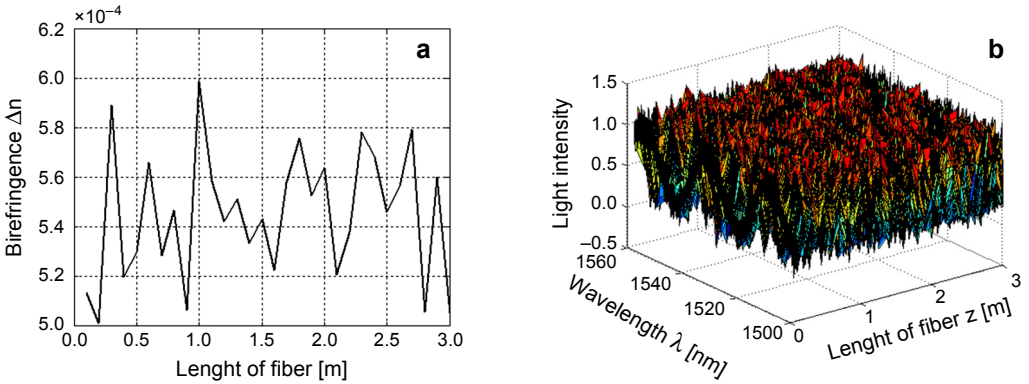 ×10⁻⁴
6.2
6.0
5.8
5.6
5.4
5.2
5.0
Birefringence Δn
a
0.0 0.5 1.0 1.5 2.0 2.5 3.0
Lenght of fiber [m]
b
1.5
1.0
0.5
0.0
–0.5
Light intensity
1560
1540
1520
1500
Wavelength λ [nm]
0
1
2
3
Lenght of fiber z [m]